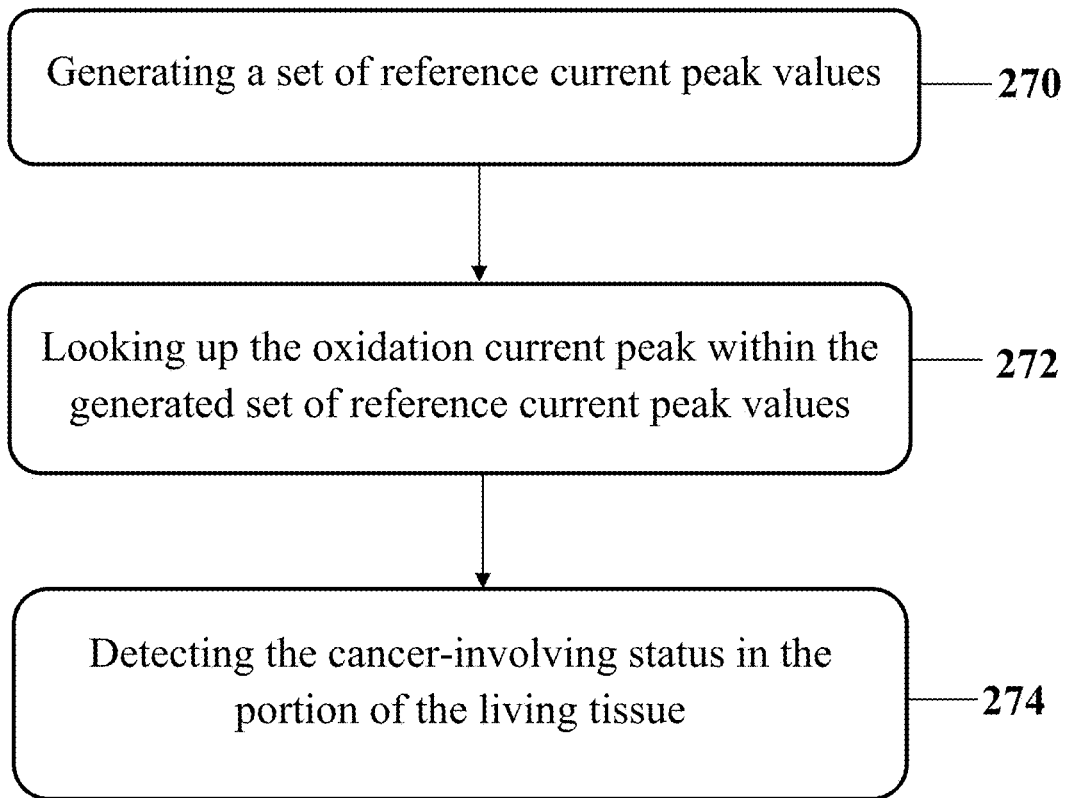 Generating a set of reference current peak values
270
Looking up the oxidation current peak within the
generated set of reference current peak values
272
Detecting the cancer-involving status in the
portion of the living tissue
274